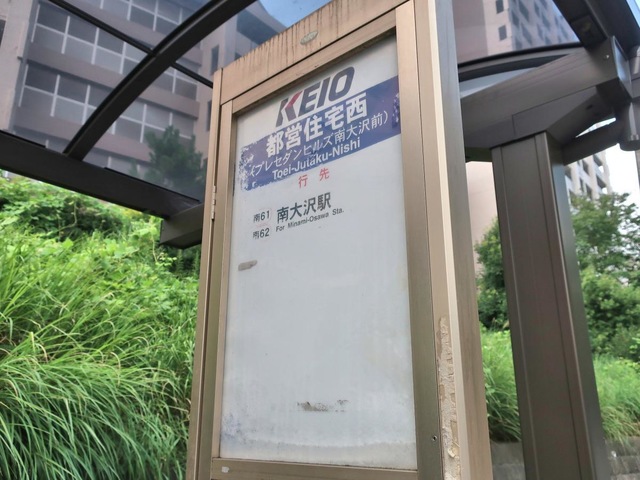 KEIO
都営住宅西
(プレセダンヒルズ南大沢前)
Toei-Jutaku-Nishi
行先
南61 南大沢駅
南62 For Minami-Osawa Sta.